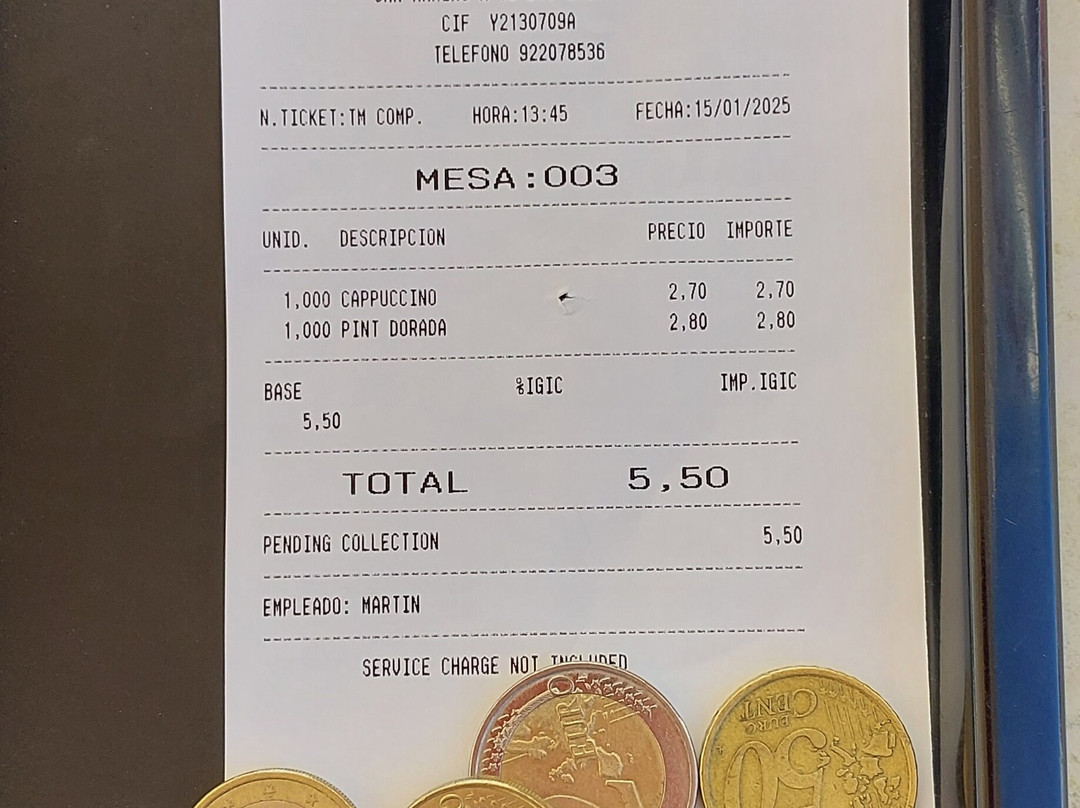 CIF Y2130709A
TELEFONO 922078536
N.TICKET:TM COMP. HORA:13:45 FECHA:15/01/2025
MESA:003
UNID. DESCRIPCION PRECIO IMPORTE
1,000 CAPPUCCINO 2,70 2,70
1,000 PINT DORADA 2,80 2,80
BASE %IGIC IMP.IGIC
5,50
TOTAL 5,50
PENDING COLLECTION 5,50
EMPLEADO: MARTIN
SERVICE CHARGE NOT INCLUDED
EURO
50
EURO
CENT